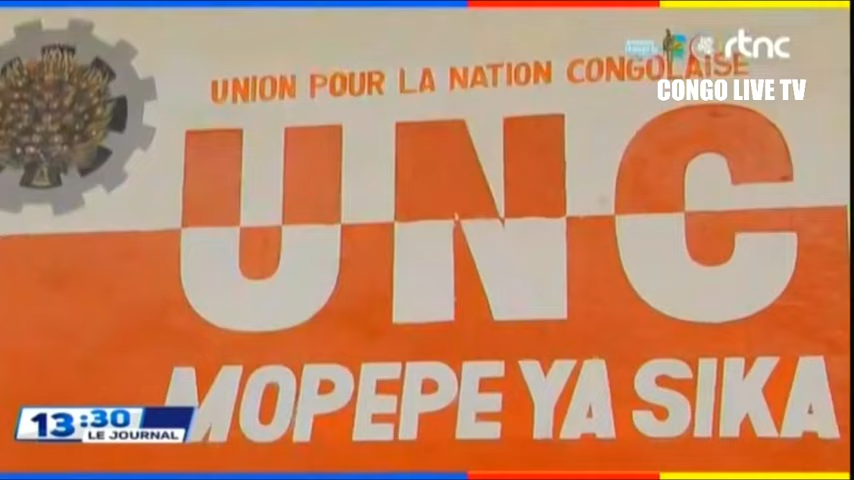 rtnc
UNION POUR LA NATION CONGOLAISE
CONGO LIVE TV
UNC
MOPEPE YA SIKA
13:30
LE JOURNAL